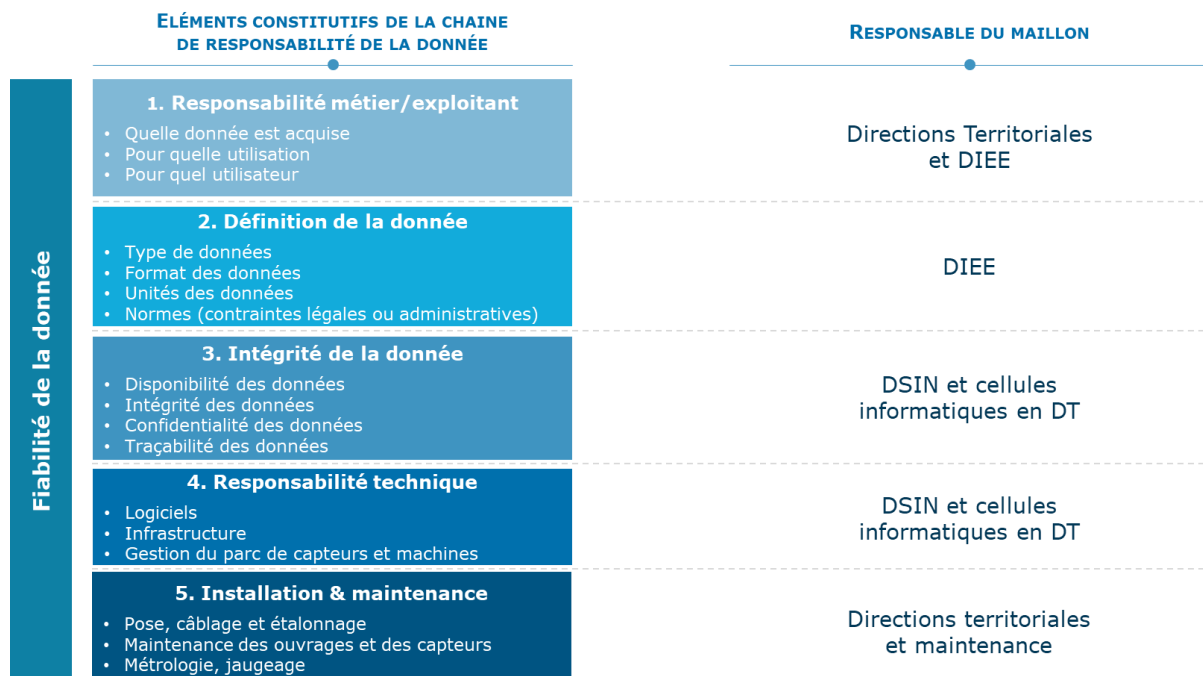 ELÉMENTS CONSTITUTIFS DE LA CHAINE
DE RESPONSABILITÉ DE LA DONNÉE
RESPONSABLE DU MAILLON
Fiabilité de la donnée
1. Responsabilité métier/exploitant
• Quelle donnée est acquise
• Pour quelle utilisation
• Pour quel utilisateur
Directions Territoriales
et DIEE
2. Définition de la donnée
• Type de données
• Format des données
• Unités des données
• Normes (contraintes légales ou administratives)
DIEE
3. Intégrité de la donnée
• Disponibilité des données
• Intégrité des données
• Confidentialité des données
• Traçabilité des données
DSIN et cellules
informatiques en DT
4. Responsabilité technique
• Logiciels
• Infrastructure
• Gestion du parc de capteurs et machines
DSIN et cellules
informatiques en DT
5. Installation & maintenance
• Pose, câblage et étalonnage
• Maintenance des ouvrages et des capteurs
• Métrologie, jaugeage
Directions territoriales
et maintenance